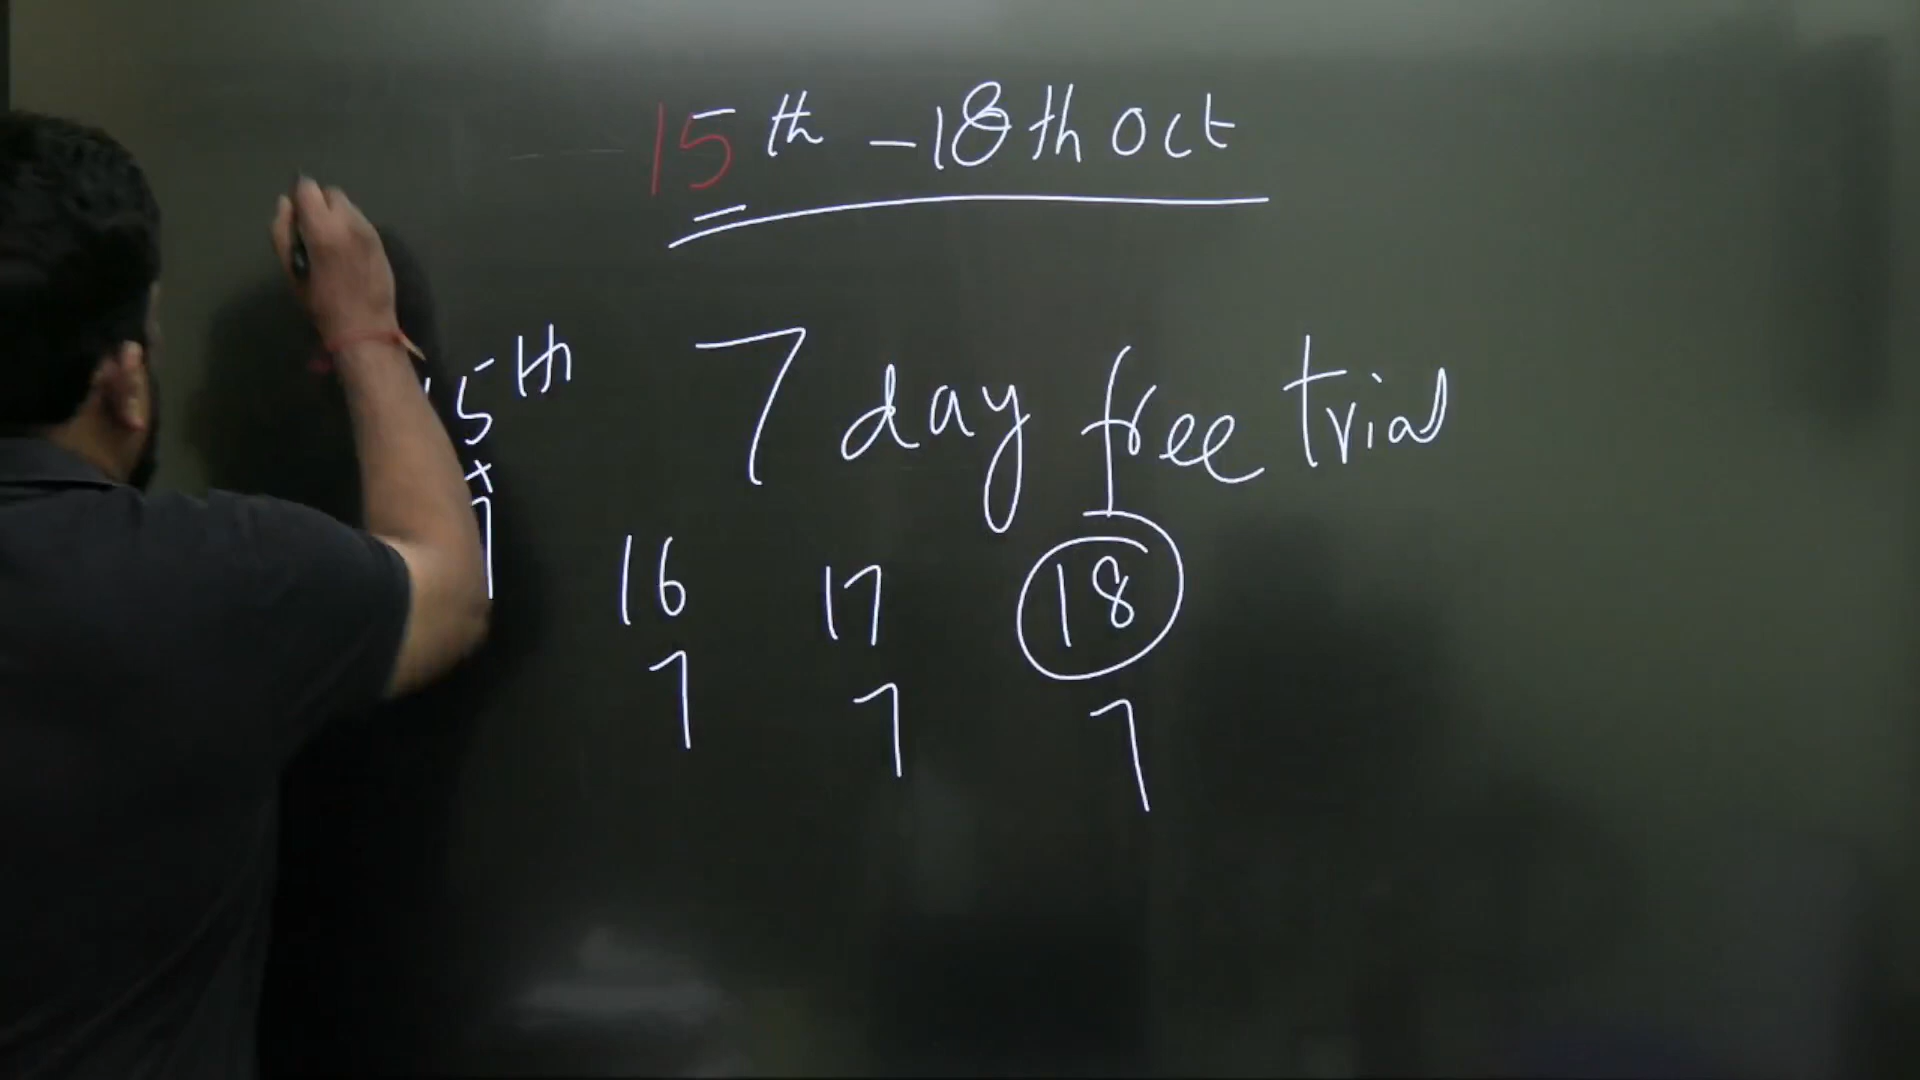 15th - 18th Oct
15th 7 day free trial
x
7
16 17 18
7 7 7